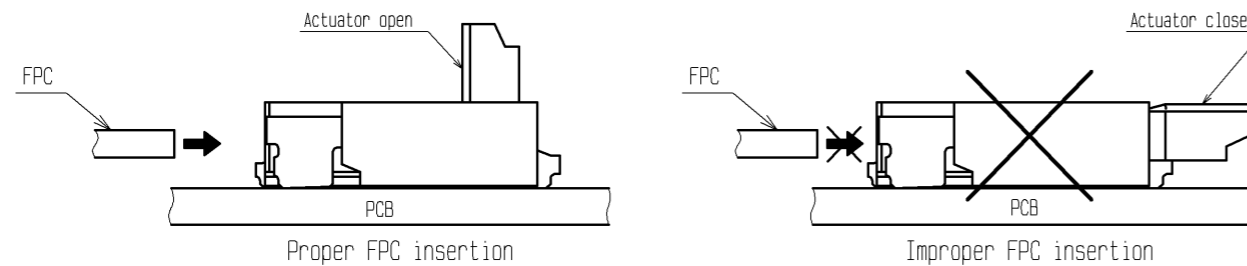 Actuator open
FPC
PCB
Proper FPC insertion
Actuator close
FPC
PCB
Improper FPC insertion